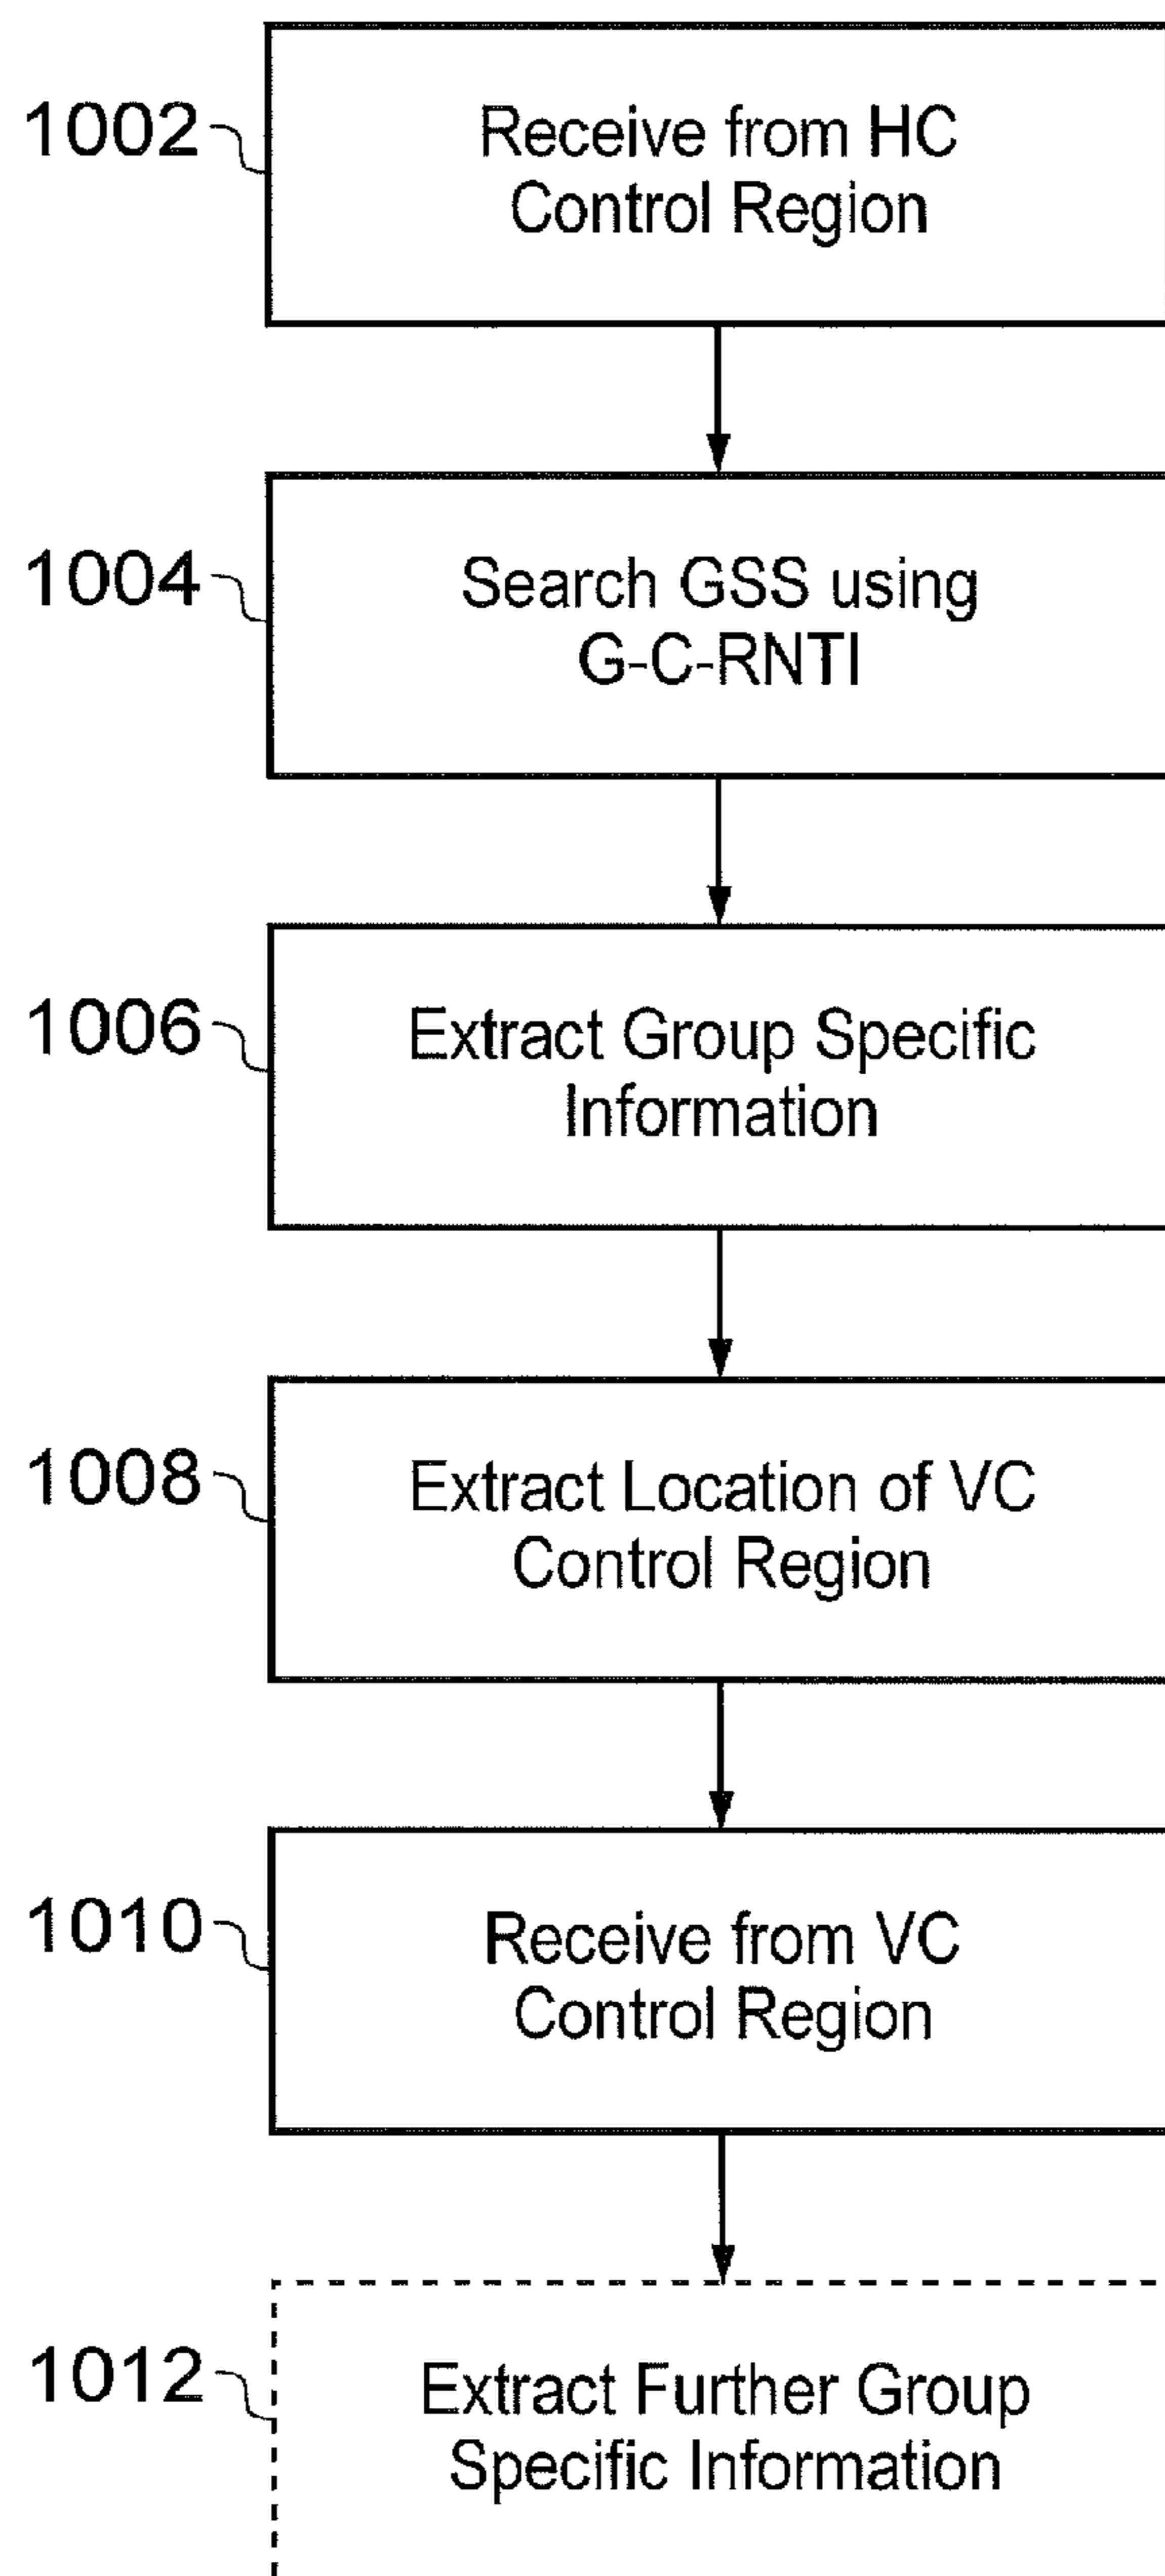 1002
Receive from HC
Control Region
1004
Search GSS using
G-C-RNTI
1006
Extract Group Specific
Information
1008
Extract Location of VC
Control Region
1010
Receive from VC
Control Region
1012
Extract Further Group
Specific Information